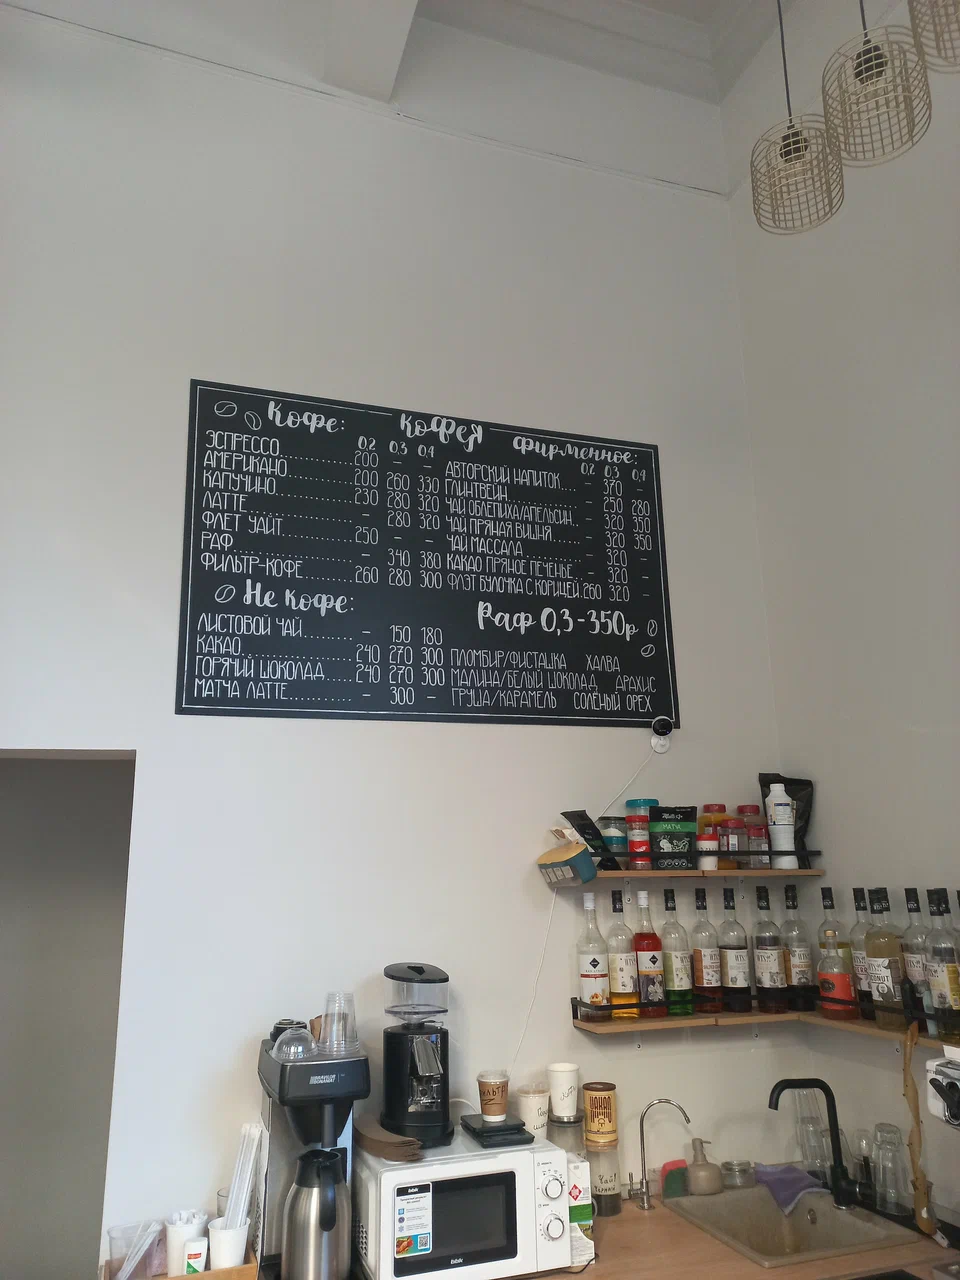 КОФЕЯ
Кофе:
0,2 0,3 0,4
ЭСПРЕССО 200 - -
АМЕРИКАНО 200 260 330
КАПУЧИНО 230 280 320
ЛАТТЕ - 280 320
ФЛЕТ УАЙТ 250 - -
РАФ - 340 380
ФИЛЬТР-КОФЕ 260 280 300
Не кофе:
ЛИСТОВОЙ ЧАЙ - 150 180
КАКАО 240 270 300
ГОРЯЧИЙ ШОКОЛАД 240 270 300
МАТЧА ЛАТТЕ - 300 -
фирменное:
0,2 0,3 0,4
АВТОРСКИЙ НАПИТОК - 370 -
ГЛИНТВЕЙН - 250 280
ЧАЙ ОБЛЕПИХА/АПЕЛЬСИН - 320 350
ЧАЙ ПРЯНАЯ ВИШНЯ - 320 350
ЧАЙ МАССАЛА - 320
КАКАО ПРЯНОЕ ПЕЧЕНЬЕ - 320 -
ФЛЭТ БУЛОЧКА С КОРИЦЕЙ 260 320 -
Раф 0,3-350р
ПЛОМБИР/ФИСТАШКА ХАЛВА
МАЛИНА/БЕЛЫЙ ШОКОЛАД АРАХИС
ГРУША/КАРАМЕЛЬ СОЛЁНЫЙ ОРЕХ
МАТЧА
BRAVILOR
BONAMAT
bbk
bbk